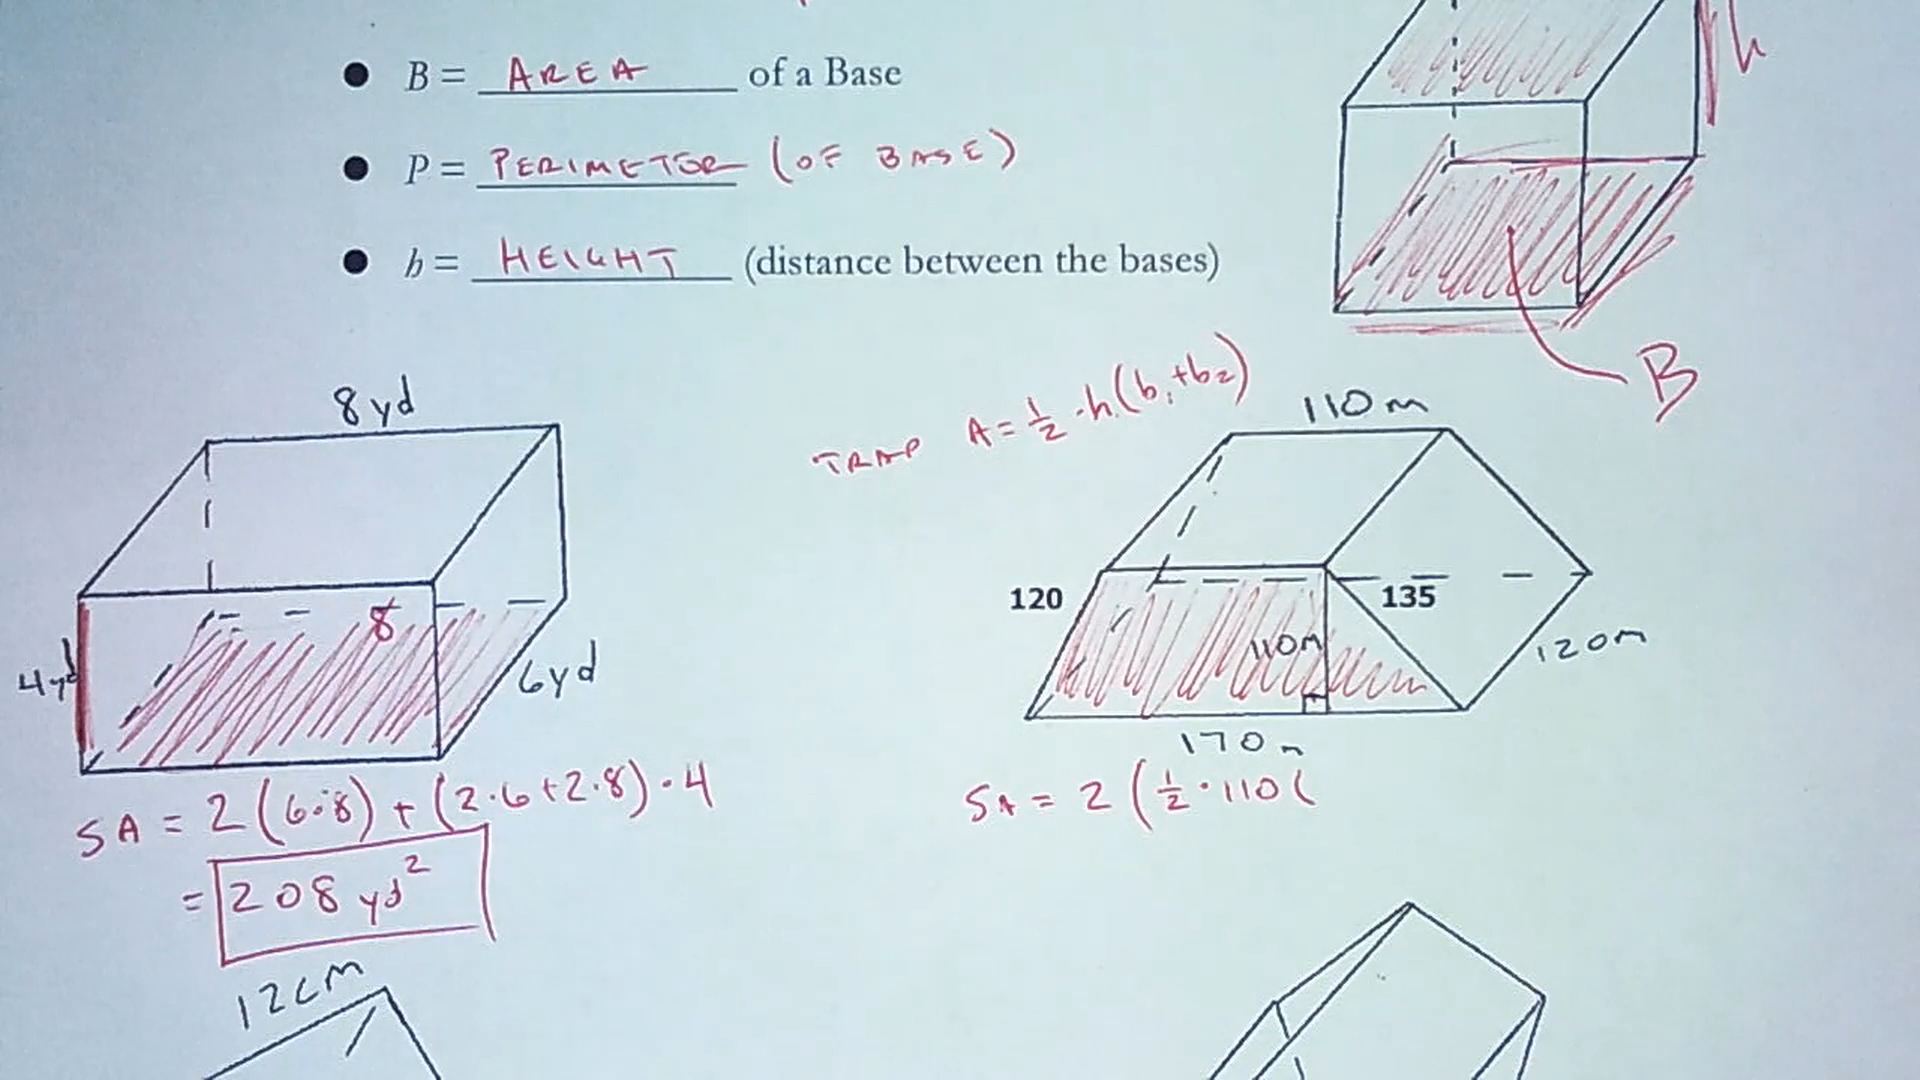 ● B = AREA of a Base
● P = PERIMETOR (OF BASE)
● h = HEIGHT (distance between the bases)
h
B
8 yd
8
4yd
6yd
SA = 2(6·8) + (2·6+2·8)·4
= 208 yd²
TRAP A = ½·h(b₁+b₂)
110 m
120
135
110m
120m
170 m
SA = 2(½·110(
12cm